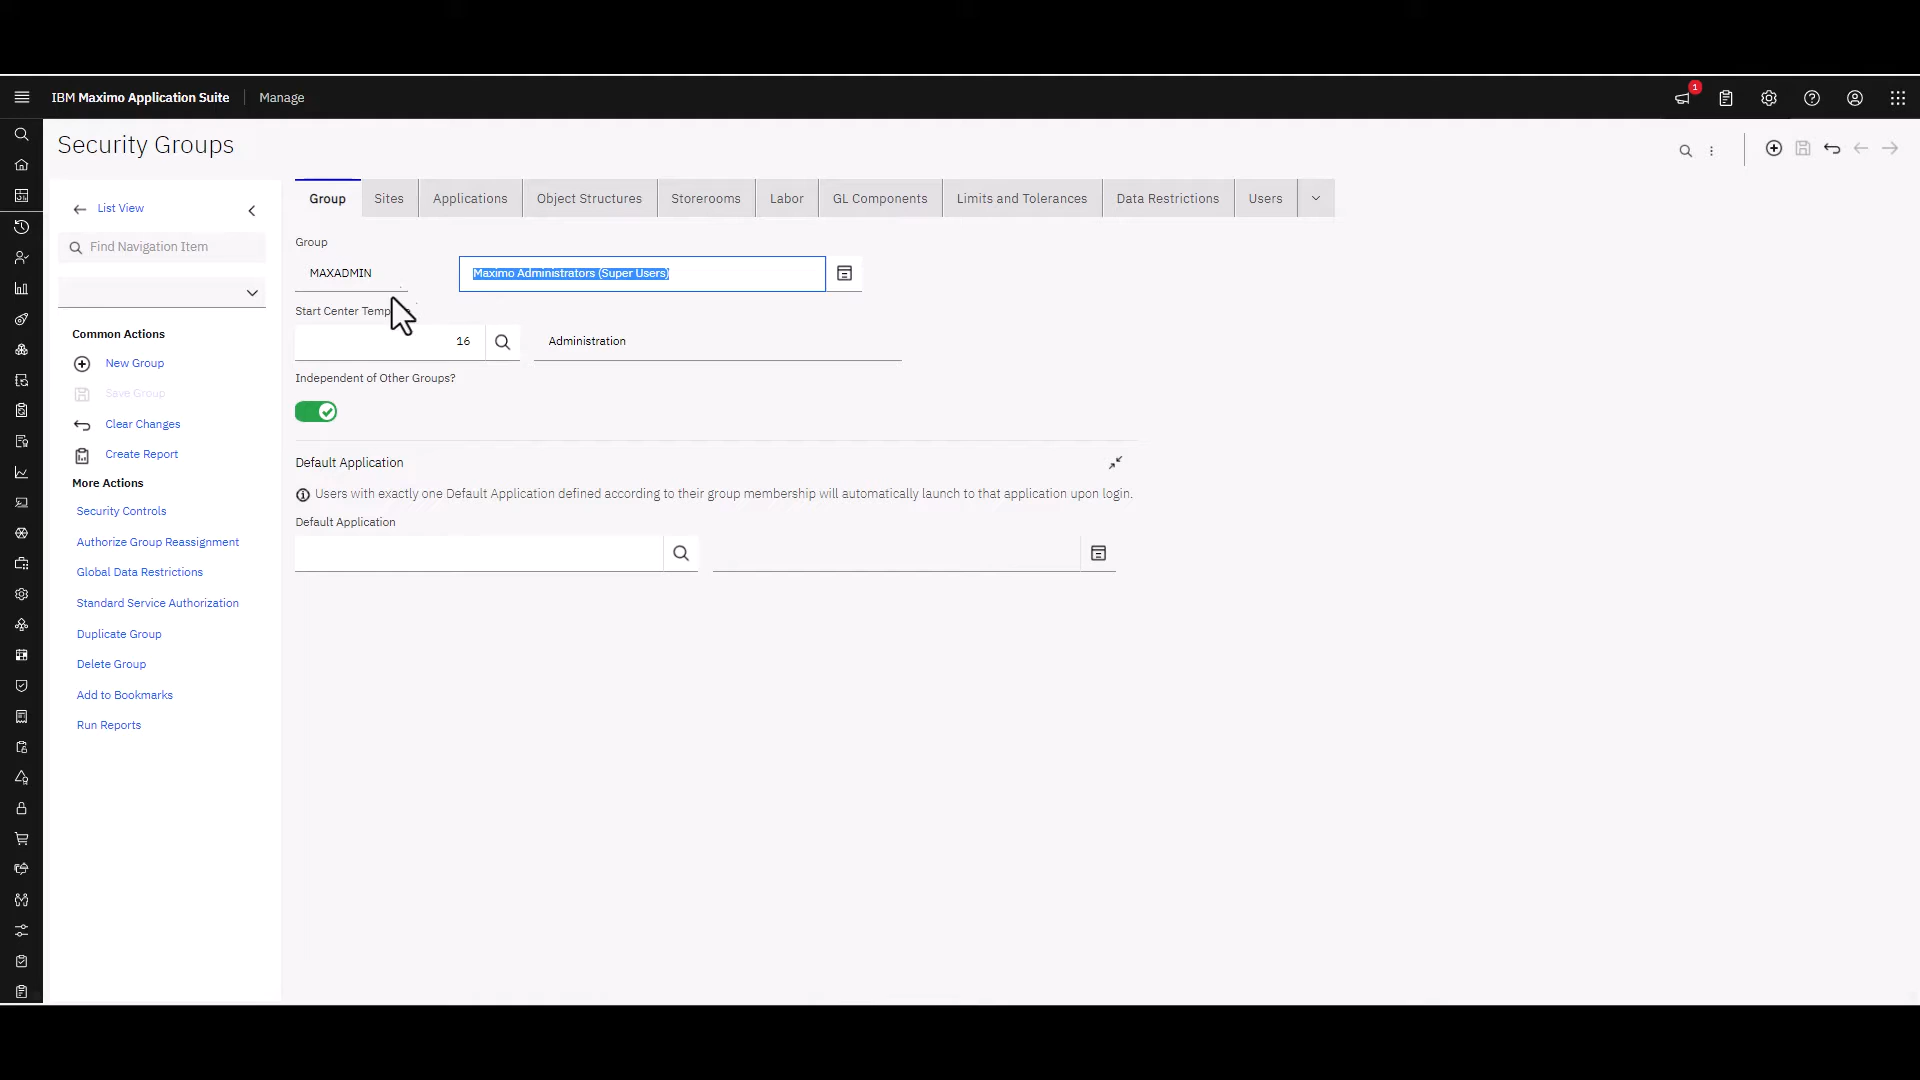 IBM Maximo Application Suite Manage
1
Security Groups
List View
Find Navigation Item
Common Actions
New Group
Save Group
Clear Changes
Create Report
More Actions
Security Controls
Authorize Group Reassignment
Global Data Restrictions
Standard Service Authorization
Duplicate Group
Delete Group
Add to Bookmarks
Run Reports
Group Sites Applications Object Structures Storerooms Labor GL Components Limits and Tolerances Data Restrictions Users
Group
MAXADMIN Maximo Administrators (Super Users)
Start Center
16 Administration
Independent of Other Groups?
Default Application
Users with exactly one Default Application defined according to their group membership will automatically launch to that application upon login.
Default Application